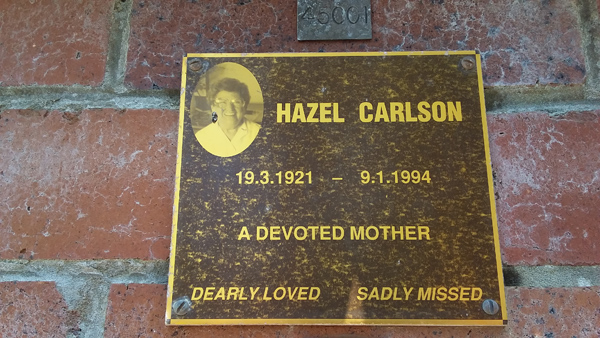 45001
HAZEL CARLSON
19.3.1921 – 9.1.1994
A DEVOTED MOTHER
DEARLY LOVED SADLY MISSED